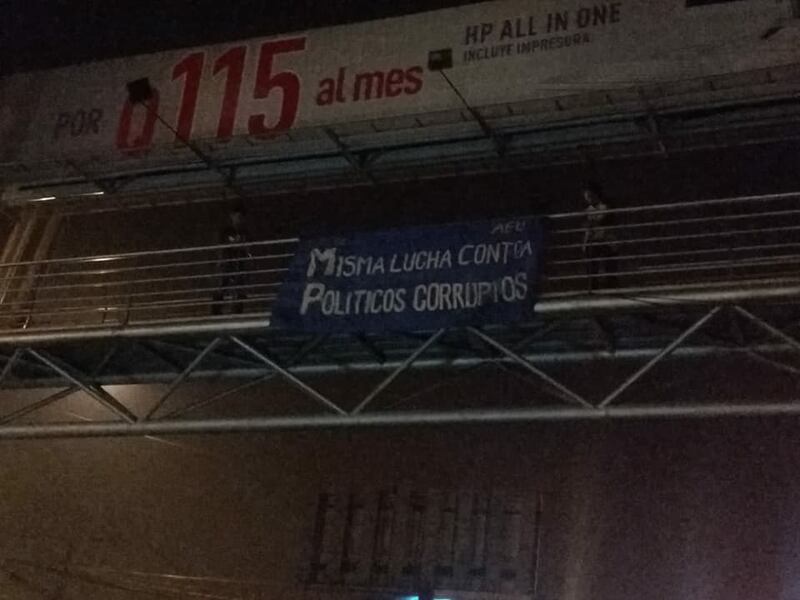 HP ALL IN ONE
INCLUYE IMPRESORA
POR Q115 al mes
AEU
MISMA LUCHA CONTRA
POLITICOS CORRUPTOS